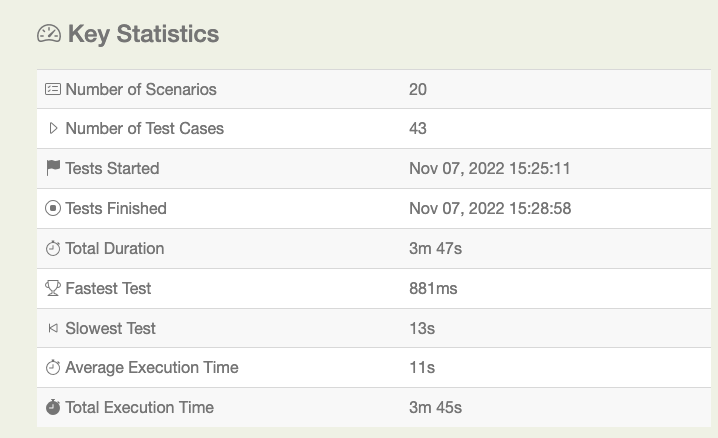 Key Statistics
Number of Scenarios 20
Number of Test Cases 43
Tests Started Nov 07, 2022 15:25:11
Tests Finished Nov 07, 2022 15:28:58
Total Duration 3m 47s
Fastest Test 881ms
Slowest Test 13s
Average Execution Time 11s
Total Execution Time 3m 45s